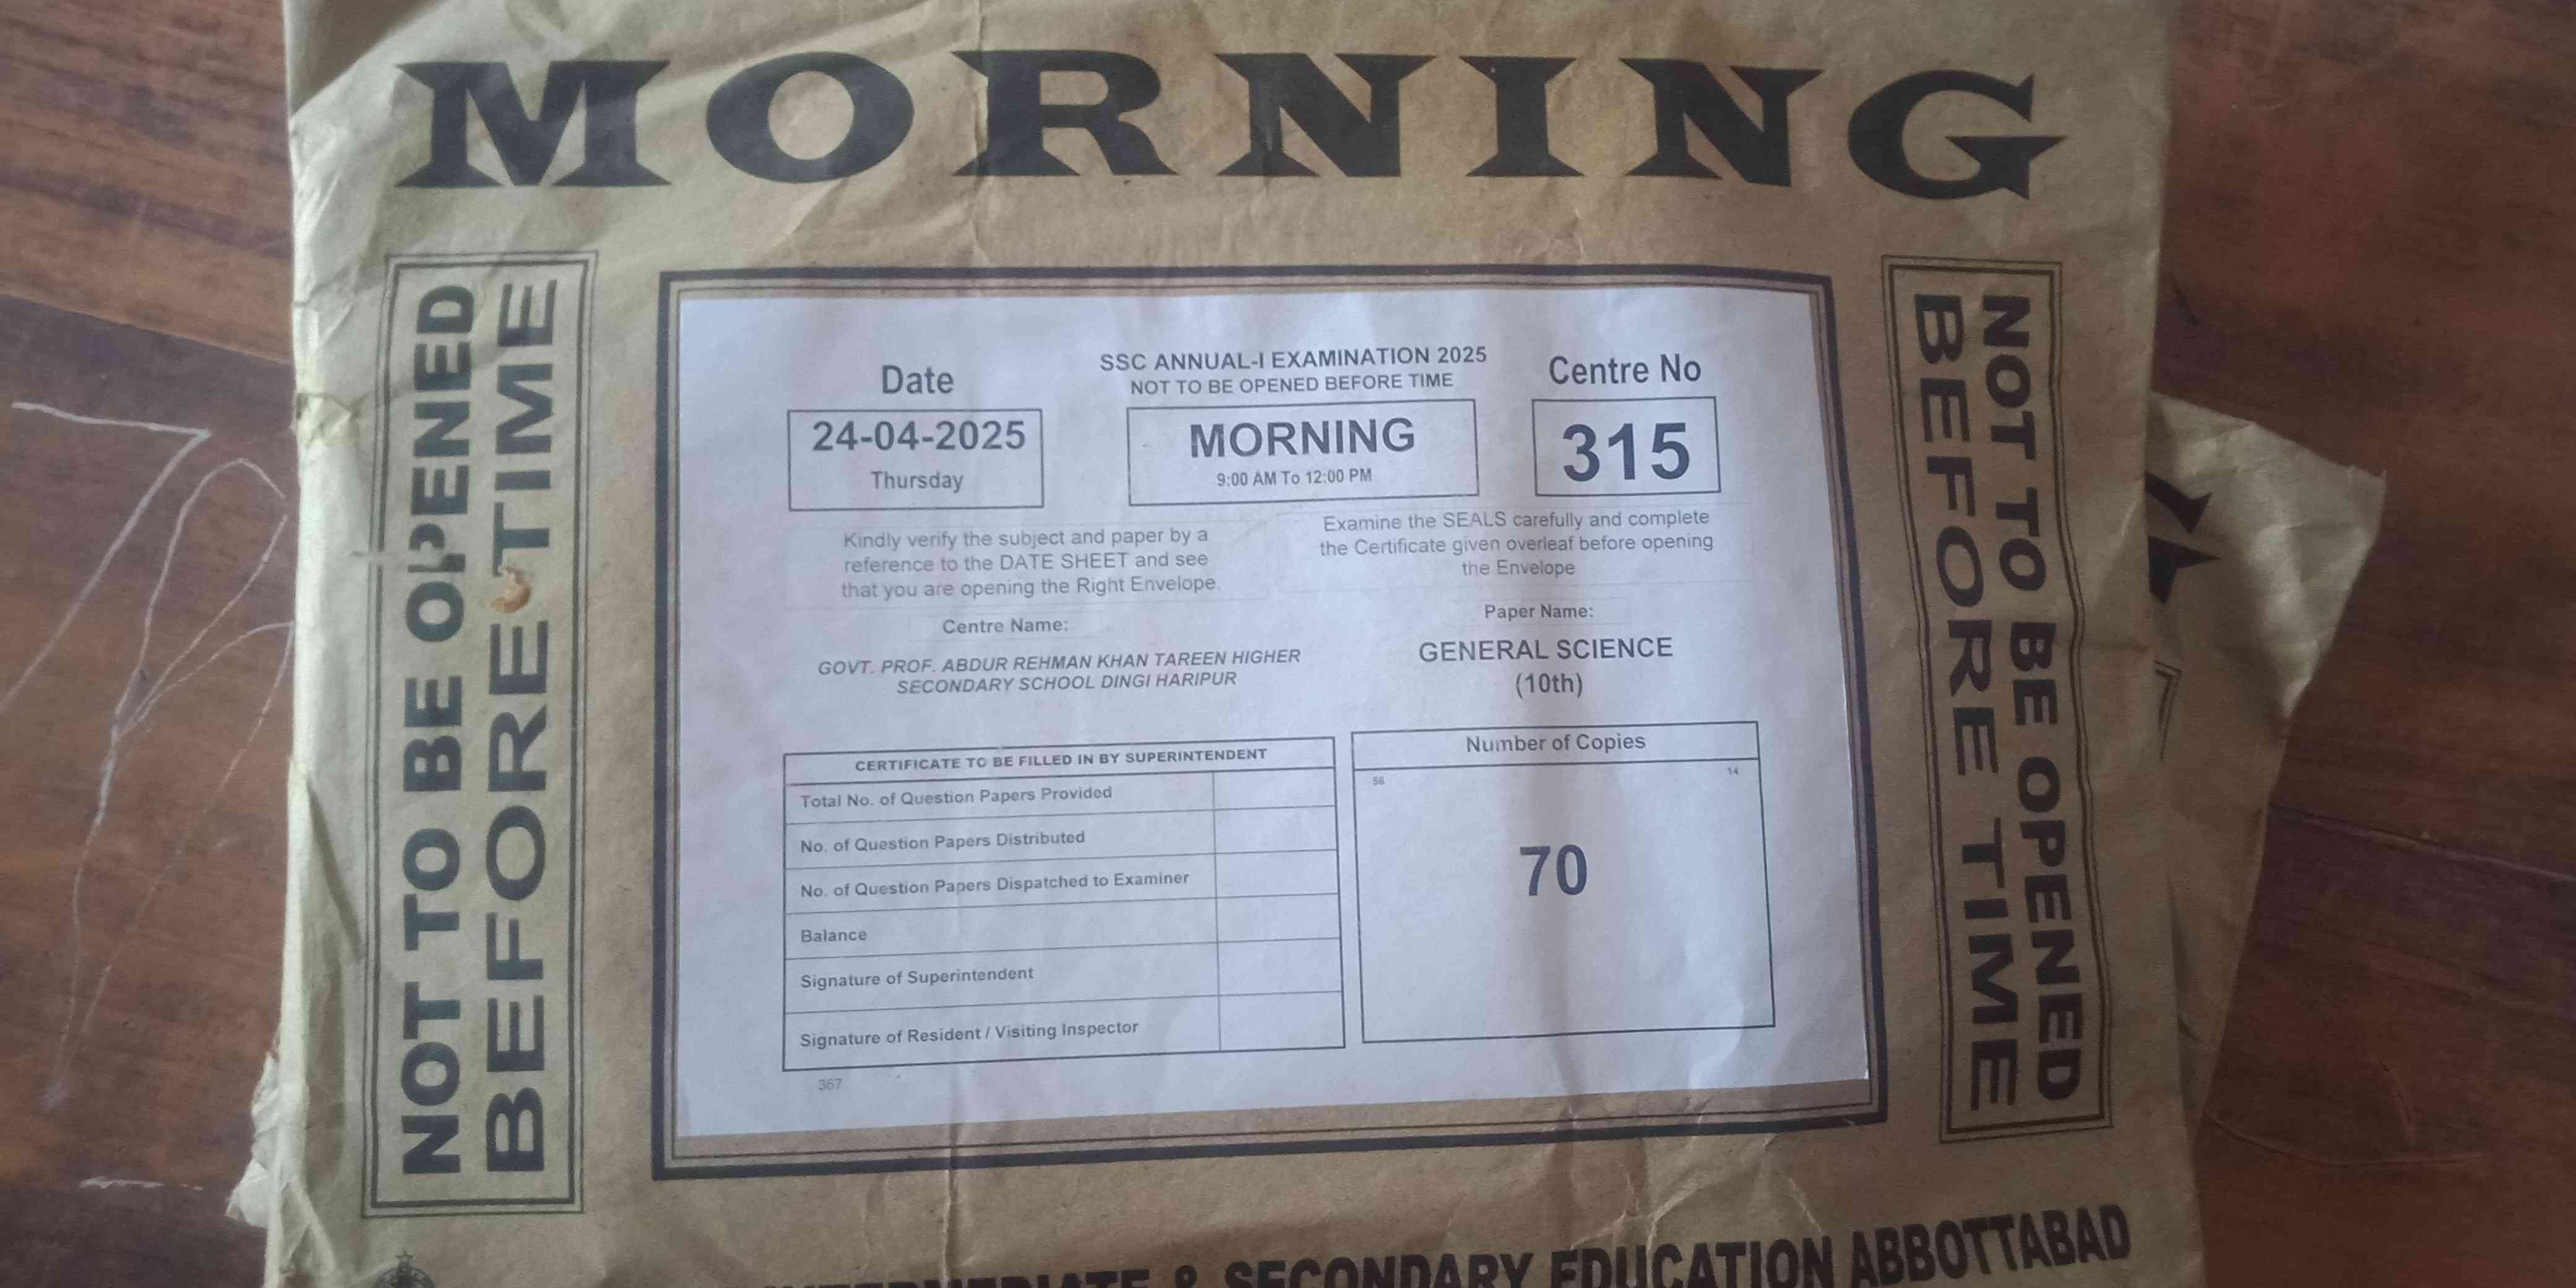 MORNING
NOT TO BE OPENED
BEFORE TIME
Date
24-04-2025
Thursday
SSC ANNUAL-I EXAMINATION 2025
NOT TO BE OPENED BEFORE TIME
MORNING
9:00 AM To 12:00 PM
Centre No
315
Kindly verify the subject and paper by a
reference to the DATE SHEET and see
that you are opening the Right Envelope.
Examine the SEALS carefully and complete
the Certificate given overleaf before opening
the Envelope
Centre Name:
GOVT. PROF. ABDUR REHMAN KHAN TAREEN HIGHER
SECONDARY SCHOOL DINGI HARIPUR
Paper Name:
GENERAL SCIENCE
(10th)
CERTIFICATE TO BE FILLED IN BY SUPERINTENDENT
Total No. of Question Papers Provided
No. of Question Papers Distributed
No. of Question Papers Dispatched to Examiner
Balance
Signature of Superintendent
Signature of Resident / Visiting Inspector
367
Number of Copies
56 14
70
NOT TO BE OPENED
BEFORE TIME
INTERMEDIATE & SECONDARY EDUCATION ABBOTTABAD